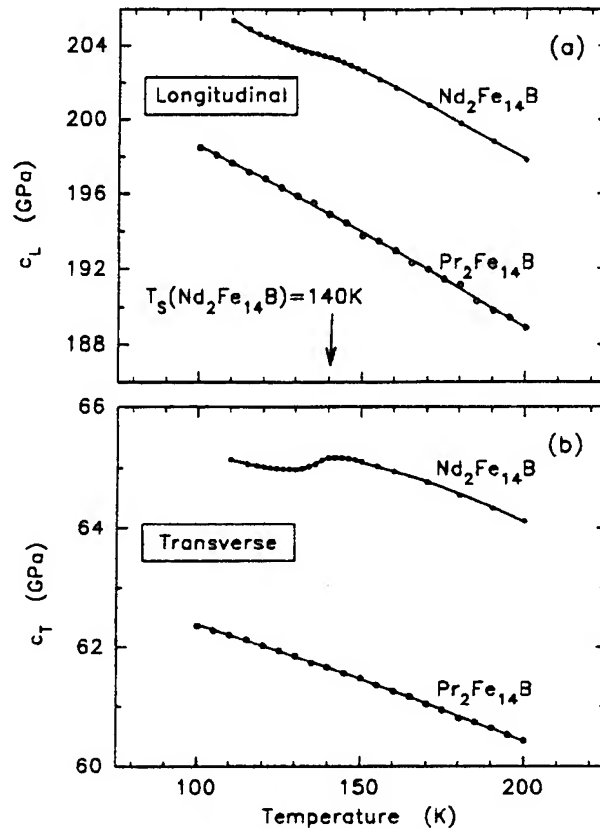 (a)
204
200
196
192
188
c_L (GPa)
Longitudinal
Nd₂Fe₁₄B
Pr₂Fe₁₄B
T_S(Nd₂Fe₁₄B)=140K
(b)
66
64
62
60
c_T (GPa)
Transverse
Nd₂Fe₁₄B
Pr₂Fe₁₄B
100 150 200
Temperature (K)